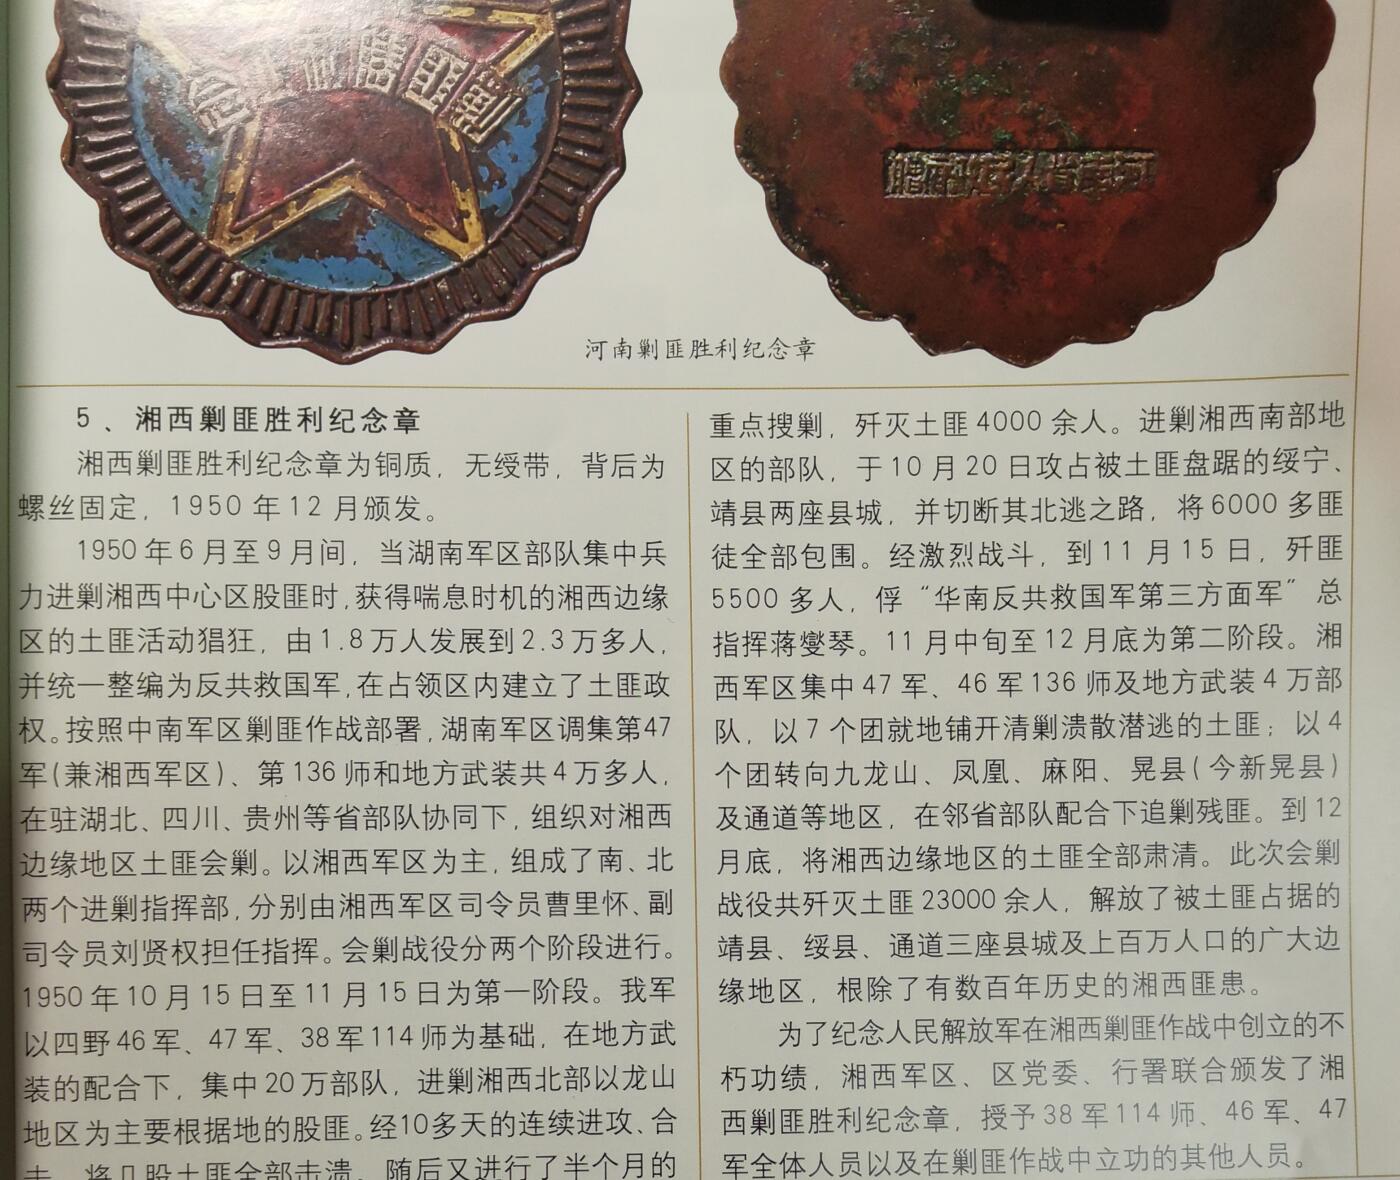 念
利
匪
湘
河南剿匪胜利纪念章
5、湘西剿匪胜利纪念章
湘西剿匪胜利纪念章为铜质，无绶带，背后为
螺丝固定，1950年12月颁发。
1950年6月至9月间，当湖南军区部队集中兵
力进剿湘西中心区股匪时，获得喘息时机的湘西边缘
区的土匪活动猖狂，由1.8万人发展到2.3万多人，
并统一整编为反共救国军，在占领区内建立了土匪政
权。按照中南军区剿匪作战部署，湖南军区调集第47
军(兼湘西军区)、第136师和地方武装共4万多人，
在驻湖北、四川、贵州等省部队协同下，组织对湘西
边缘地区土匪会剿。以湘西军区为主，组成了南、北
两个进剿指挥部，分别由湘西军区司令员曹里怀、副
司令员刘贤权担任指挥。会剿战役分两个阶段进行。
1950年10月15日至11月15日为第一阶段。我军
以四野46军、47军、38军114师为基础，在地方武
装的配合下，集中20万部队，进剿湘西北部以龙山
地区为主要根据地的股匪。经10多天的连续进攻、合
击，将几股土匪全部击溃。随后又进行了半个月的
重点搜剿，歼灭土匪4000余人。进剿湘西南部地
区的部队，于10月20日攻占被土匪盘踞的绥宁、
靖县两座县城，并切断其北逃之路，将6000多匪
徒全部包围。经激烈战斗，到11月15日，歼匪
5500多人，俘“华南反共救国军第三方面军”总
指挥蒋燮琴。11月中旬至12月底为第二阶段。湘
西军区集中47军、46军136师及地方武装4万部
队，以7个团就地铺开清剿溃散潜逃的土匪；以4
个团转向九龙山、凤凰、麻阳、晃县(今新晃县)
及通道等地区，在邻省部队配合下追剿残匪。到12
月底，将湘西边缘地区的土匪全部肃清。此次会剿
战役共歼灭土匪23000余人，解放了被土匪占据的
靖县、绥县、通道三座县城及上百万人口的广大边
缘地区，根除了有数百年历史的湘西匪患。
为了纪念人民解放军在湘西剿匪作战中创立的不
朽功绩，湘西军区、区党委、行署联合颁发了湘
西剿匪胜利纪念章，授予38军114师、46军、47
军全体人员以及在剿匪作战中立功的其他人员。